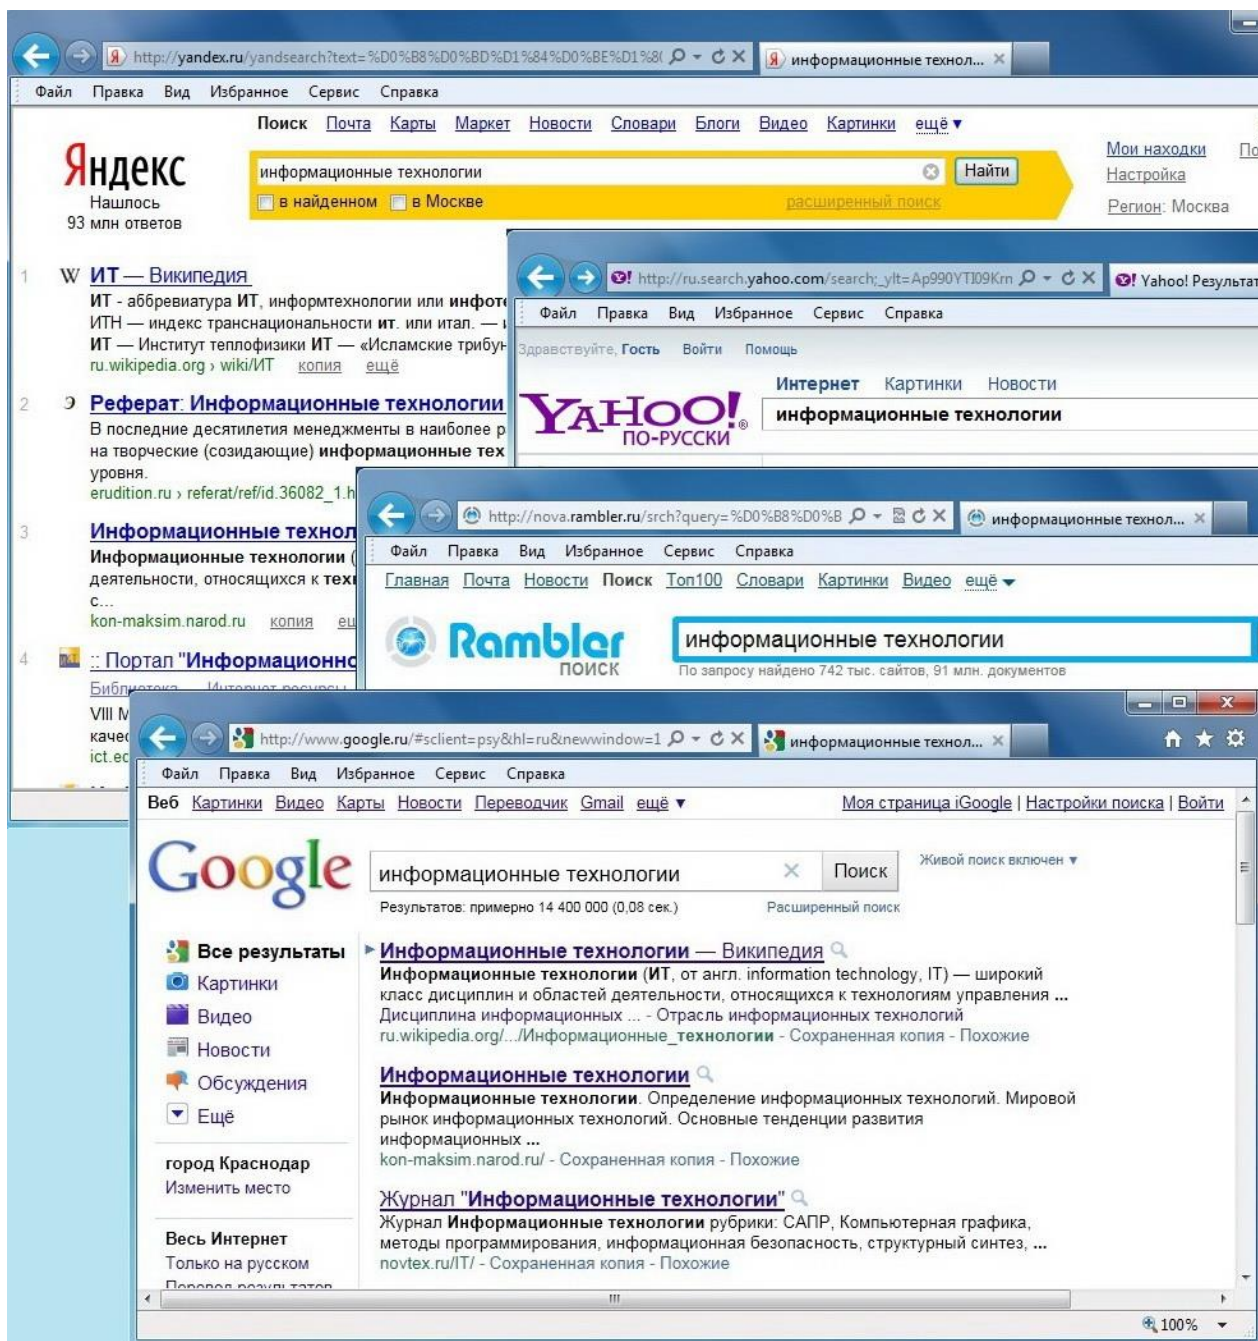 http://yandex.ru/yandsearch?text=%D0%B8%D0%BD%D1%84%D0%BE%D1%8( информационные технол...
Файл Правка Вид Избранное Сервис Справка
Поиск Почта Карты Маркет Новости Словари Блоги Видео Картинки ещё
Яндекс
Нашлось
93 млн ответов
информационные технологии Найти
в найденном в Москве расширенный поиск
Мои находки По
Настройка
Регион: Москва
1 W ИТ — Википедия
ИТ - аббревиатура ИТ, информтехнологии или инфоте
ИТН — индекс транснациональности ит. или итал. —
ИТ — Институт теплофизики ИТ — «Исламские трибун
ru.wikipedia.org › wiki/ИТ копия ещё
2 Э Реферат: Информационные технологии
В последние десятилетия менеджменты в наиболее р
на творческие (созидающие) информационные тех
уровня.
erudition.ru › referat/ref/id.36082_1.h
3 Информационные технол
Информационные технологии (
деятельности, относящихся к техн
с...
kon-maksim.narod.ru копия ещ
4 :: Портал "Информационно
Библиотека Интернет-ресурсы
VIII М
качес
ict.ec
http://ru.search.yahoo.com/search;_ylt=Ap990YTI09Krn Yahoo! Результат
Файл Правка Вид Избранное Сервис Справка
Здравствуйте, Гость Войти Помощь
Интернет Картинки Новости
YAHOO!®
ПО-РУССКИ
информационные технологии
http://nova.rambler.ru/srch?query=%D0%B8%D0%B информационные технол...
Файл Правка Вид Избранное Сервис Справка
Главная Почта Новости Поиск Топ100 Словари Картинки Видео ещё
Rambler
ПОИСК
информационные технологии
По запросу найдено 742 тыс. сайтов, 91 млн. документов
http://www.google.ru/#sclient=psy&hl=ru&newwindow=1 информационные технол...
Файл Правка Вид Избранное Сервис Справка
Веб Картинки Видео Карты Новости Переводчик Gmail ещё Моя страница iGoogle | Настройки поиска | Войти
Google
информационные технологии Поиск Живой поиск включен
Результатов: примерно 14 400 000 (0,08 сек.) Расширенный поиск
Все результаты
Картинки
Видео
Новости
Обсуждения
Ещё
город Краснодар
Изменить место
Весь Интернет
Только на русском
Перевод результатов
Информационные технологии — Википедия
Информационные технологии (ИТ, от англ. information technology, IT) — широкий
класс дисциплин и областей деятельности, относящихся к технологиям управления ...
Дисциплина информационных ... - Отрасль информационных технологий
ru.wikipedia.org/.../Информационные_технологии - Сохраненная копия - Похожие
Информационные технологии
Информационные технологии. Определение информационных технологий. Мировой
рынок информационных технологий. Основные тенденции развития
информационных ...
kon-maksim.narod.ru/ - Сохраненная копия - Похожие
Журнал "Информационные технологии"
Журнал Информационные технологии рубрики: САПР, Компьютерная графика,
методы программирования, информационная безопасность, структурный синтез, ...
novtex.ru/IT/ - Сохраненная копия - Похожие
100%